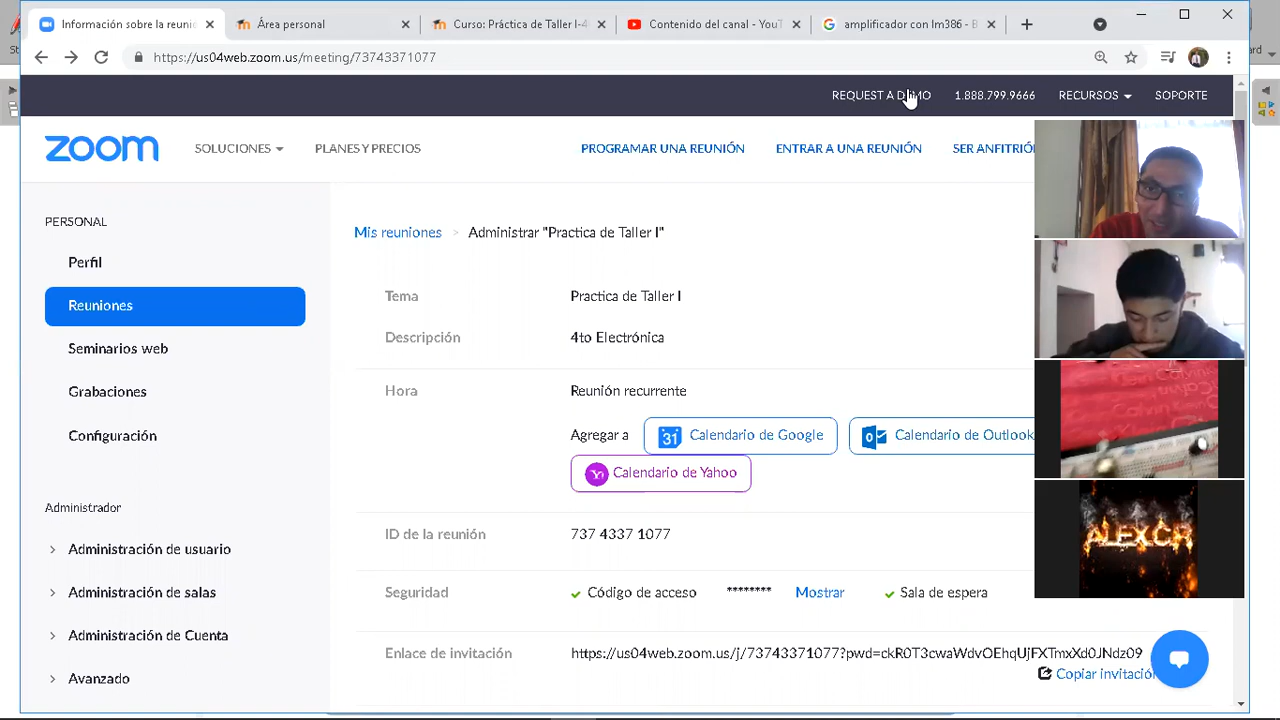 Información sobre la reuni
Área personal
Curso: Práctica de Taller I-4
Contenido del canal - YouT
amplificador con lm386 - B
https://us04web.zoom.us/meeting/73743371077
REQUEST A DEMO
1.888.799.9666
RECURSOS
SOPORTE
zoom
SOLUCIONES
PLANES Y PRECIOS
PROGRAMAR UNA REUNIÓN
ENTRAR A UNA REUNIÓN
SER ANFITRIÓN
PERSONAL
Perfil
Reuniones
Seminarios web
Grabaciones
Configuración
Administrador
Administración de usuario
Administración de salas
Administración de Cuenta
Avanzado
Mis reuniones > Administrar "Practica de Taller I"
Tema Practica de Taller I
Descripción 4to Electrónica
Hora Reunión recurrente
Agregar a 31 Calendario de Google Calendario de Outlook
Calendario de Yahoo
ID de la reunión 737 4337 1077
Seguridad Código de acceso ******** Mostrar Sala de espera
Enlace de invitación https://us04web.zoom.us/j/73743371077?pwd=ckR0T3cwaWdvOEhqUjFXTmxXd0JNdz09
Copiar invitación
ALEX.GR